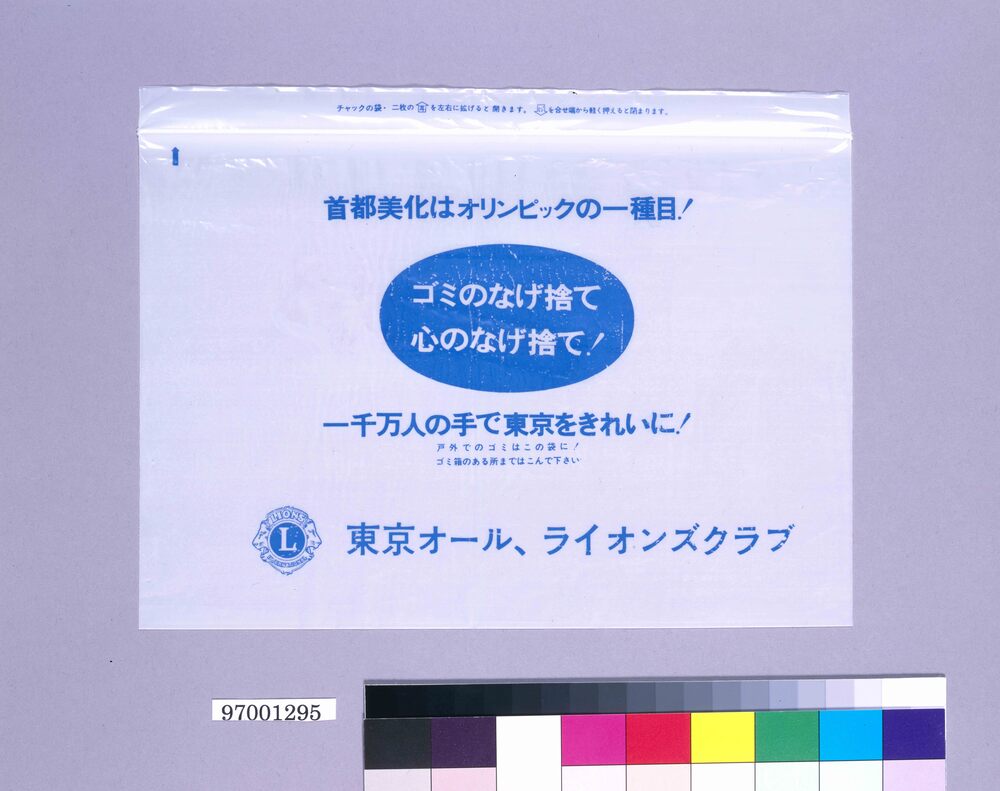 チャックの袋・二枚の を左右に拡げると開きます。 を合せ端から軽く押えると閉まります。
首都美化はオリンピックの一種目!
ゴミのなげ捨て
心のなげ捨て!
一千万人の手で東京をきれいに!
戸外でのゴミはこの袋に!
ゴミ箱のある所まではこんで下さい
LIONS
L
東京オール、ライオンズクラブ
97001295